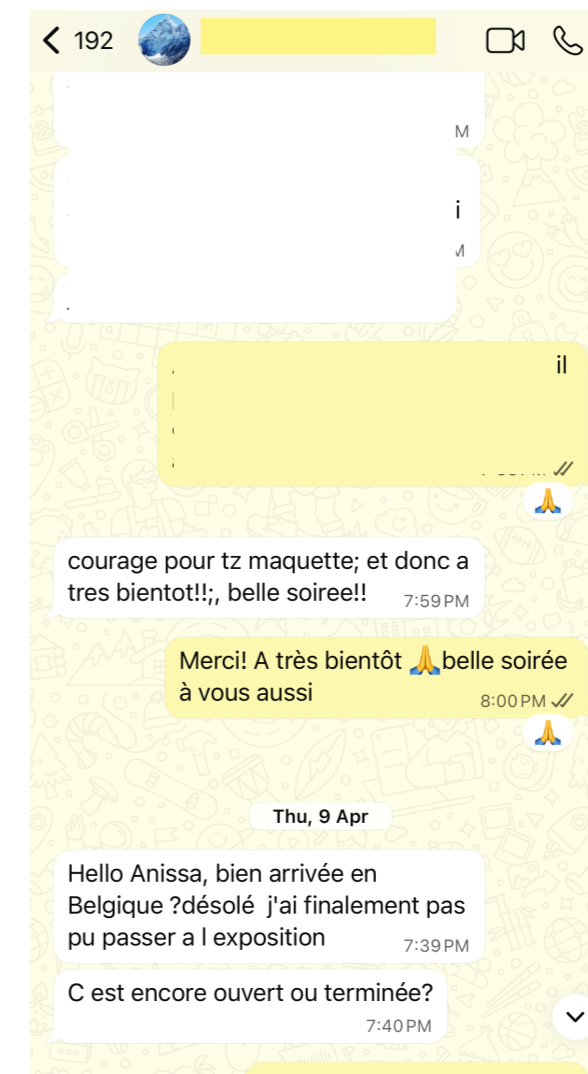 192
M
i
M
il
courage pour tz maquette; et donc a
tres bientot!!;, belle soiree!!
7:59 PM
Merci! A très bientôt 🙏belle soirée
à vous aussi
8:00 PM
Thu, 9 Apr
Hello Anissa, bien arrivée en
Belgique ?désolé j'ai finalement pas
pu passer a l exposition
7:39 PM
C est encore ouvert ou terminée?
7:40 PM